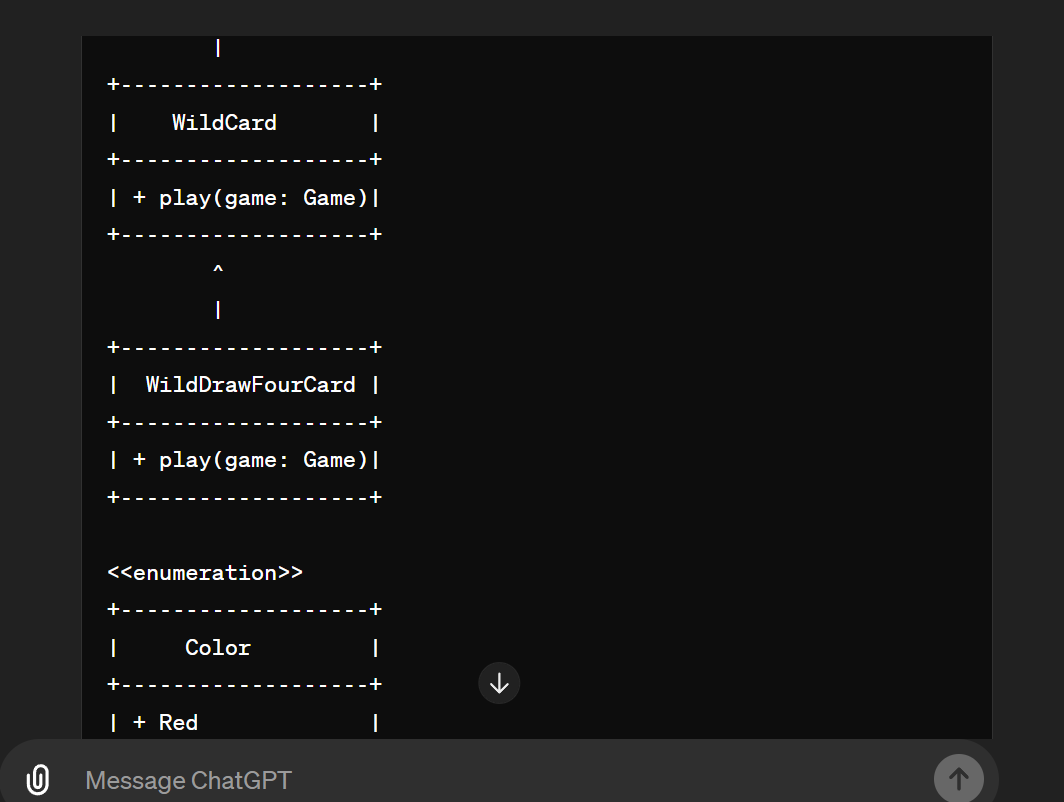 |
+-------------------+
|    WildCard       |
+-------------------+
| + play(game: Game)|
+-------------------+
        ^
        |
+-------------------+
|  WildDrawFourCard |
+-------------------+
| + play(game: Game)|
+-------------------+
<<enumeration>>
+-------------------+
|     Color         |
+-------------------+
| + Red             |
Message ChatGPT